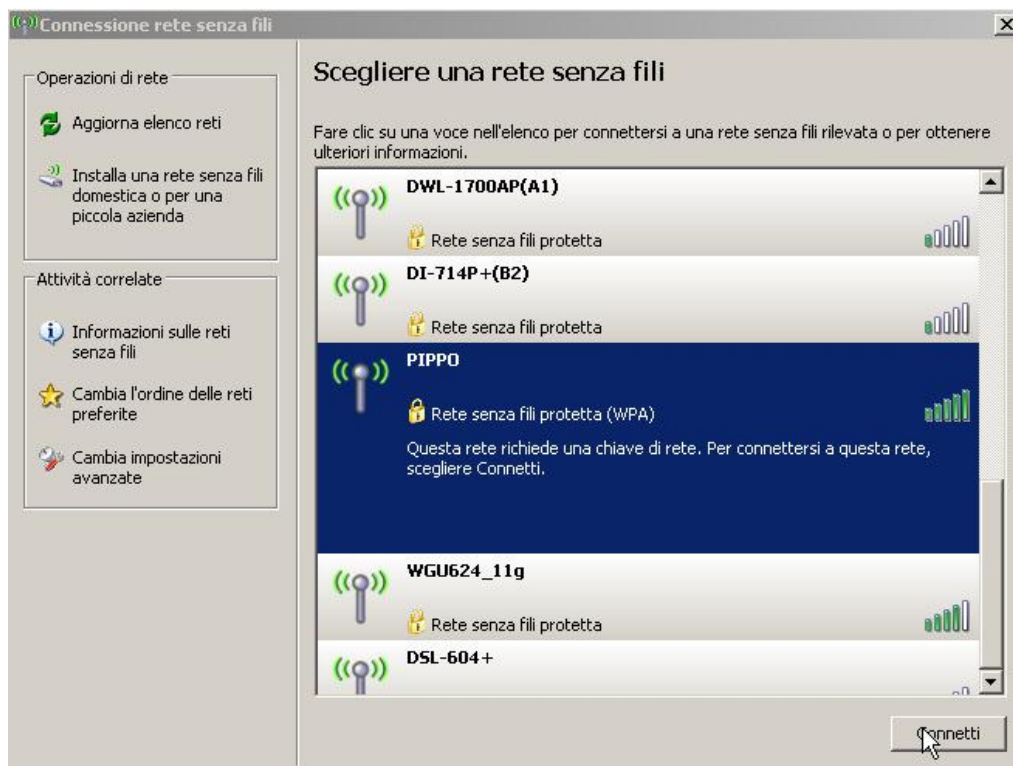 Connessione rete senza fili
Operazioni di rete
Aggiorna elenco reti
Installa una rete senza fili
domestica o per una
piccola azienda
Attività correlate
Informazioni sulle reti
senza fili
Cambia l'ordine delle reti
preferite
Cambia impostazioni
avanzate
Scegliere una rete senza fili
Fare clic su una voce nell'elenco per connettersi a una rete senza fili rilevata o per ottenere
ulteriori informazioni.
DWL-1700AP(A1)
Rete senza fili protetta
DI-714P+(B2)
Rete senza fili protetta
PIPPO
Rete senza fili protetta (WPA)
Questa rete richiede una chiave di rete. Per connettersi a questa rete,
scegliere Connetti.
WGU624_11g
Rete senza fili protetta
DSL-604+
Connetti